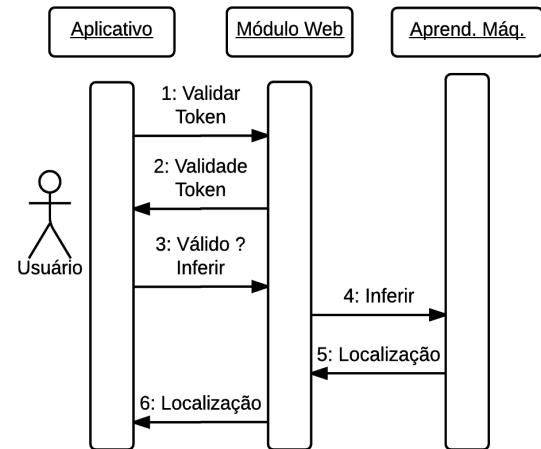 Aplicativo
Módulo Web
Aprend. Máq.
1: Validar
Token
2: Validade
Token
Usuário
3: Válido ?
Inferir
4: Inferir
5: Localização
6: Localização